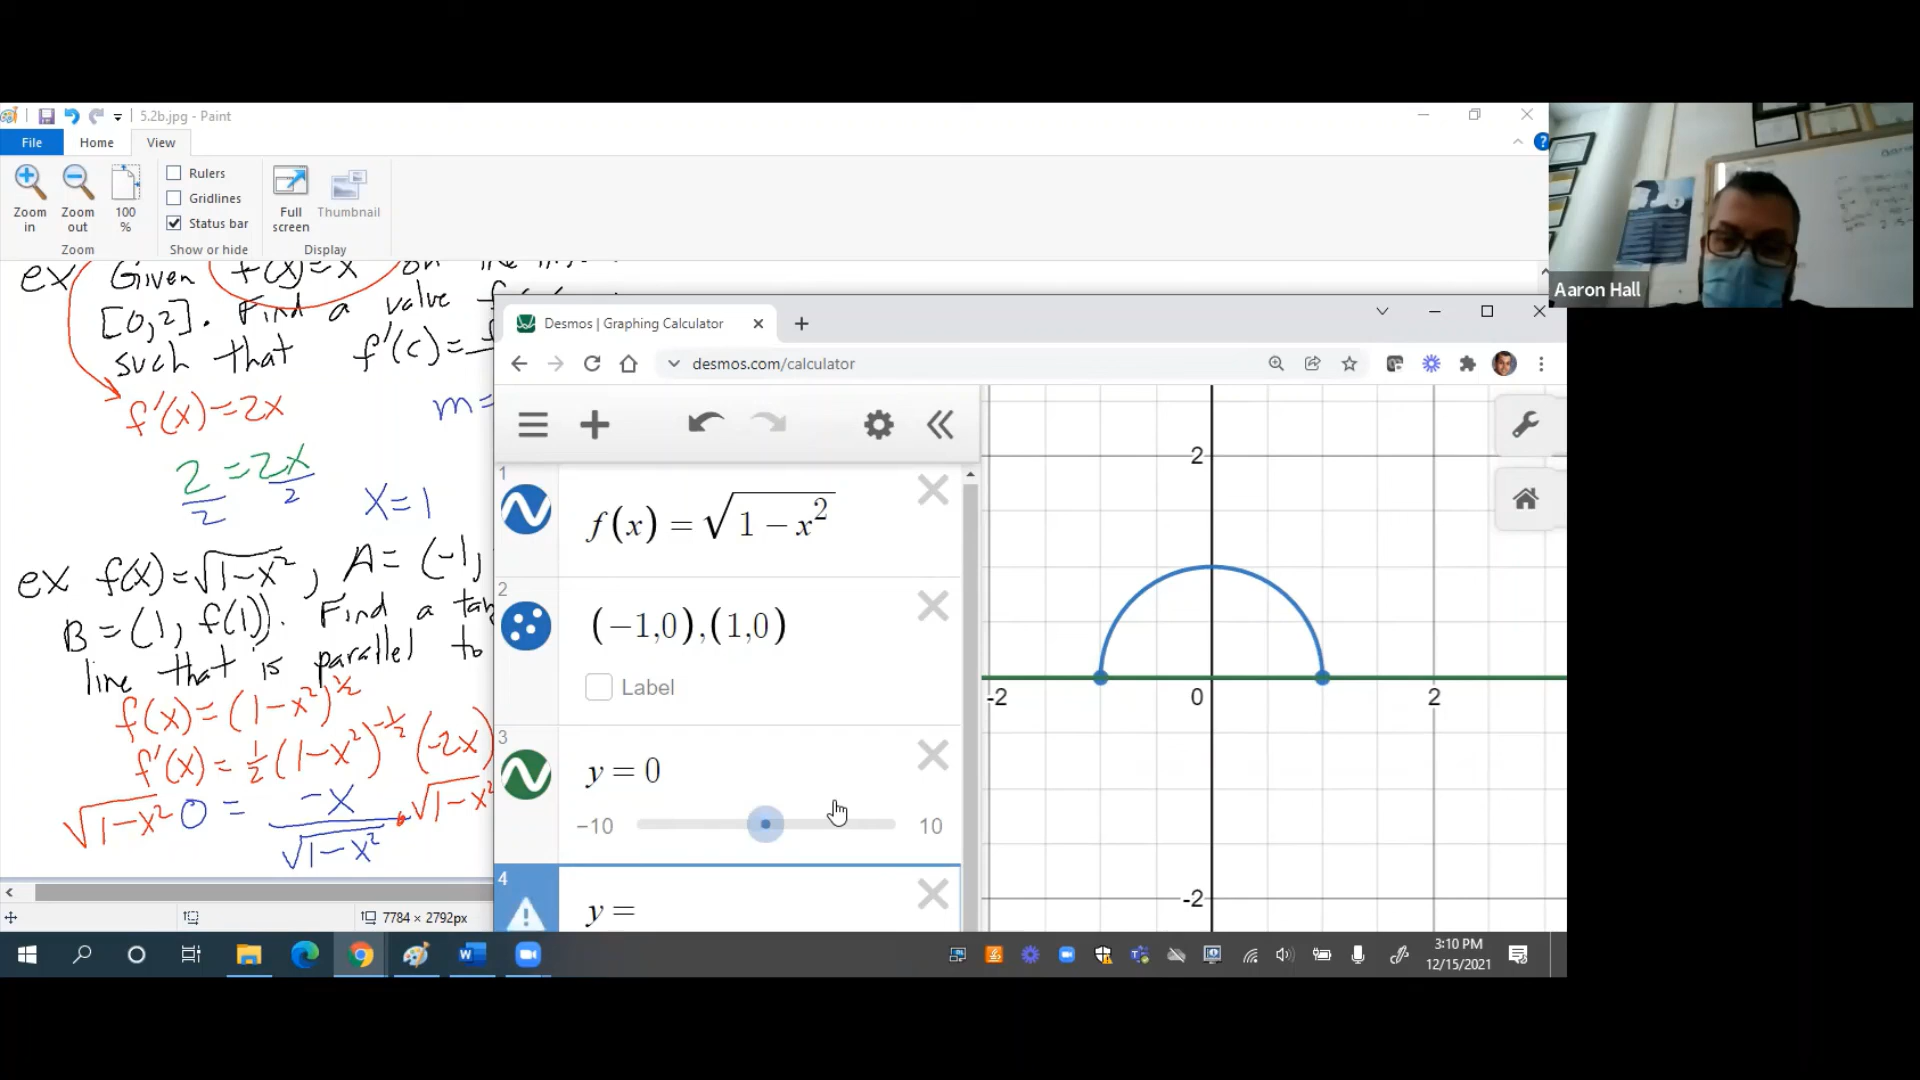 5.2b.jpg - Paint
File Home View
Zoom in
Zoom out
100 %
Rulers
Gridlines
Status bar
Full screen
Thumbnail
Zoom
Show or hide
Display
ex Given f(x)=x
[0,2]. Find a value
such that f'(c)=
f'(x)=2x
m=
2/2 = 2x/2
x=1
ex f(x)=√1-x², A=(-1,
B=(1, f(1)). Find a tan
line that is parallel to
f(x)=(1-x²)^½
f'(x)=½(1-x²)^-½(-2x)
√1-x² 0 = -x/√1-x² · √1-x²
7784 × 2792px
Desmos | Graphing Calculator
desmos.com/calculator
1
f(x)=√1-x²
2
(-1,0),(1,0)
Label
3
y=0
-10 10
4
y=
2
-2 0 2
-2
Aaron Hall
3:10 PM
12/15/2021